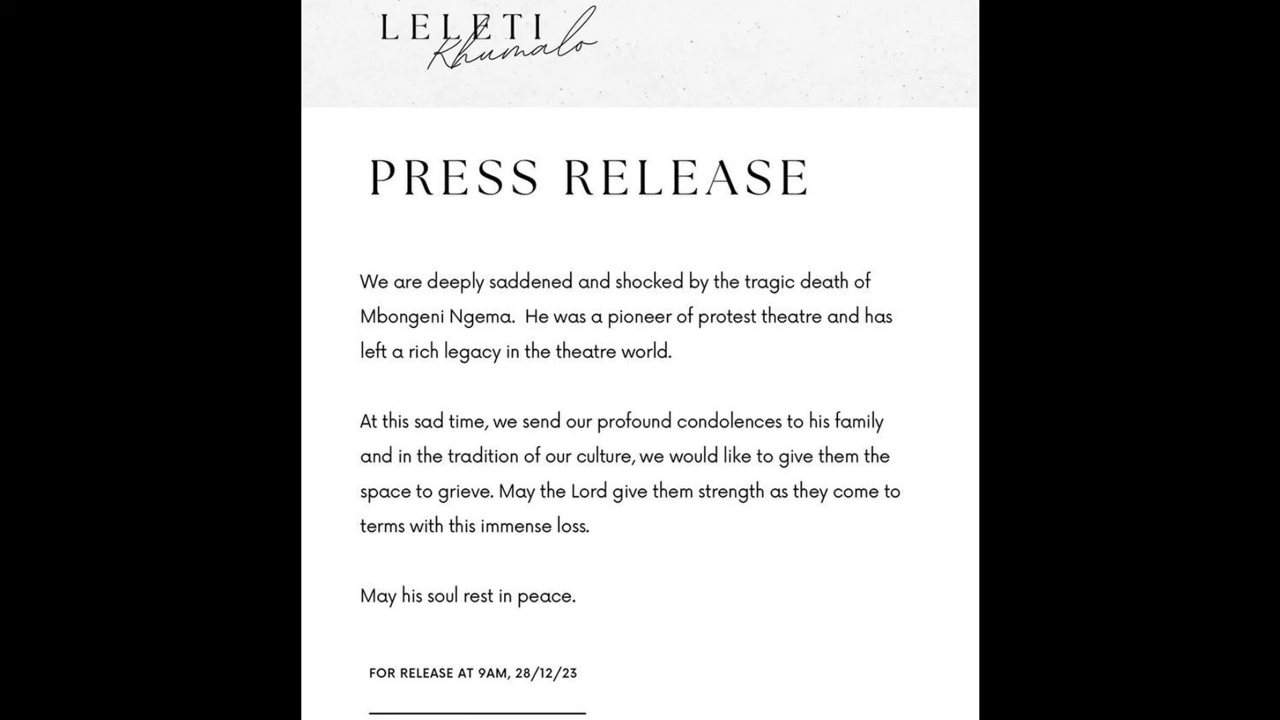 LELETI
Khumalo
PRESS RELEASE
We are deeply saddened and shocked by the tragic death of
Mbongeni Ngema.  He was a pioneer of protest theatre and has
left a rich legacy in the theatre world.
At this sad time, we send our profound condolences to his family
and in the tradition of our culture, we would like to give them the
space to grieve. May the Lord give them strength as they come to
terms with this immense loss.
May his soul rest in peace.
FOR RELEASE AT 9AM, 28/12/23